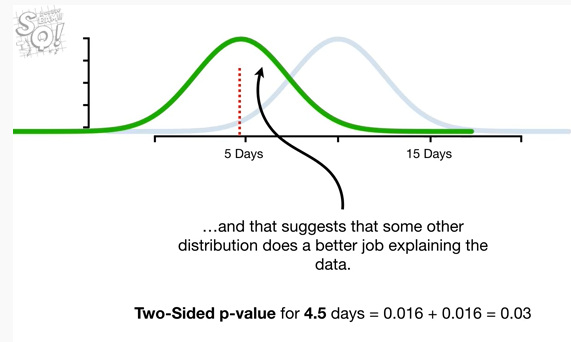 STATQUEST!
5 Days
15 Days
…and that suggests that some other
distribution does a better job explaining the
data.
Two-Sided p-value for 4.5 days = 0.016 + 0.016 = 0.03